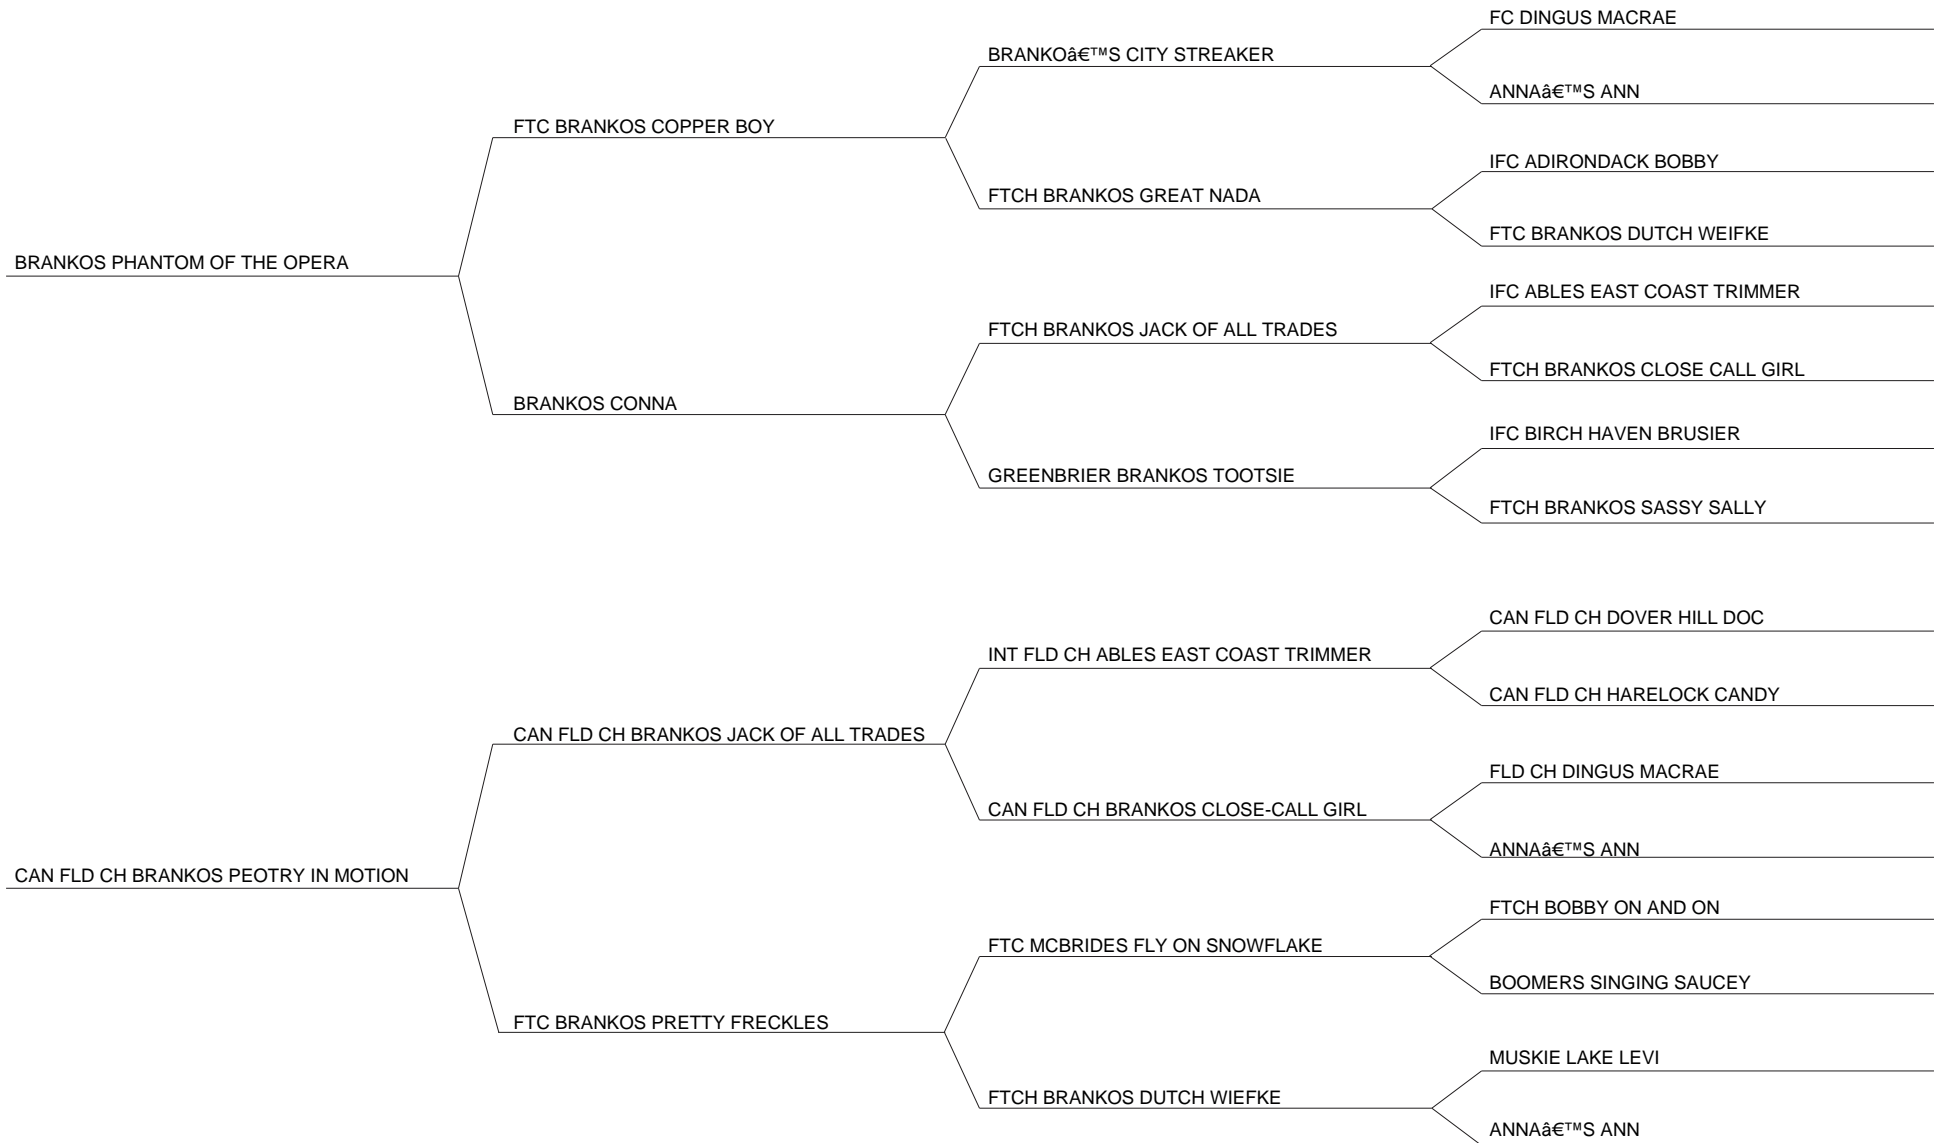 FC DINGUS MACRAE
BRANKOâ€™S CITY STREAKER
ANNAâ€™S ANN
FTC BRANKOS COPPER BOY
IFC ADIRONDACK BOBBY
FTCH BRANKOS GREAT NADA
FTC BRANKOS DUTCH WEIFKE
BRANKOS PHANTOM OF THE OPERA
IFC ABLES EAST COAST TRIMMER
FTCH BRANKOS JACK OF ALL TRADES
FTCH BRANKOS CLOSE CALL GIRL
BRANKOS CONNA
IFC BIRCH HAVEN BRUSIER
GREENBRIER BRANKOS TOOTSIE
FTCH BRANKOS SASSY SALLY
CAN FLD CH DOVER HILL DOC
INT FLD CH ABLES EAST COAST TRIMMER
CAN FLD CH HARELOCK CANDY
CAN FLD CH BRANKOS JACK OF ALL TRADES
FLD CH DINGUS MACRAE
CAN FLD CH BRANKOS CLOSE-CALL GIRL
ANNAâ€™S ANN
CAN FLD CH BRANKOS PEOTRY IN MOTION
FTCH BOBBY ON AND ON
FTC MCBRIDES FLY ON SNOWFLAKE
BOOMERS SINGING SAUCEY
FTC BRANKOS PRETTY FRECKLES
MUSKIE LAKE LEVI
FTCH BRANKOS DUTCH WIEFKE
ANNAâ€™S ANN